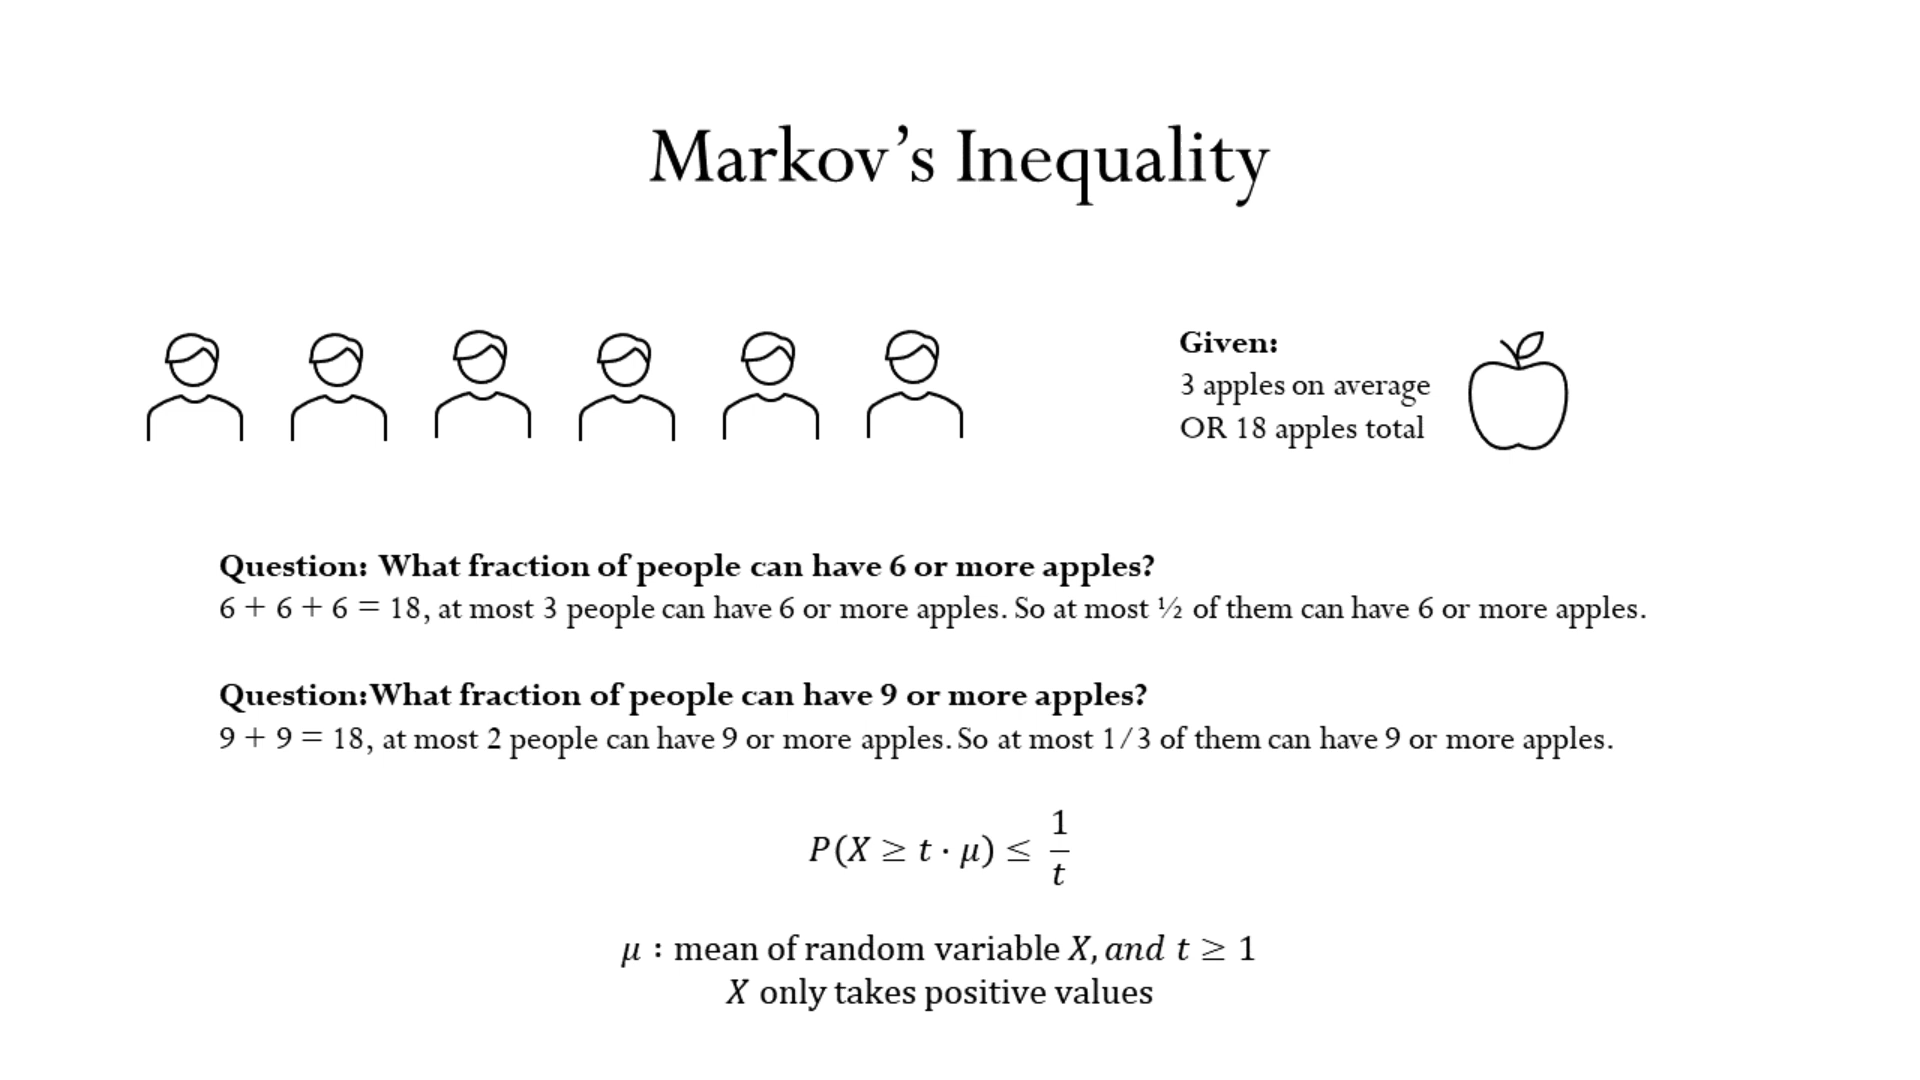 Markov’s Inequality
Given:
3 apples on average
OR 18 apples total
Question: What fraction of people can have 6 or more apples?
6 + 6 + 6 = 18, at most 3 people can have 6 or more apples. So at most ½ of them can have 6 or more apples.
Question:What fraction of people can have 9 or more apples?
9 + 9 = 18, at most 2 people can have 9 or more apples. So at most 1/3 of them can have 9 or more apples.
P(X ≥ t · μ) ≤ 1/t
μ : mean of random variable X, and t ≥ 1
X only takes positive values